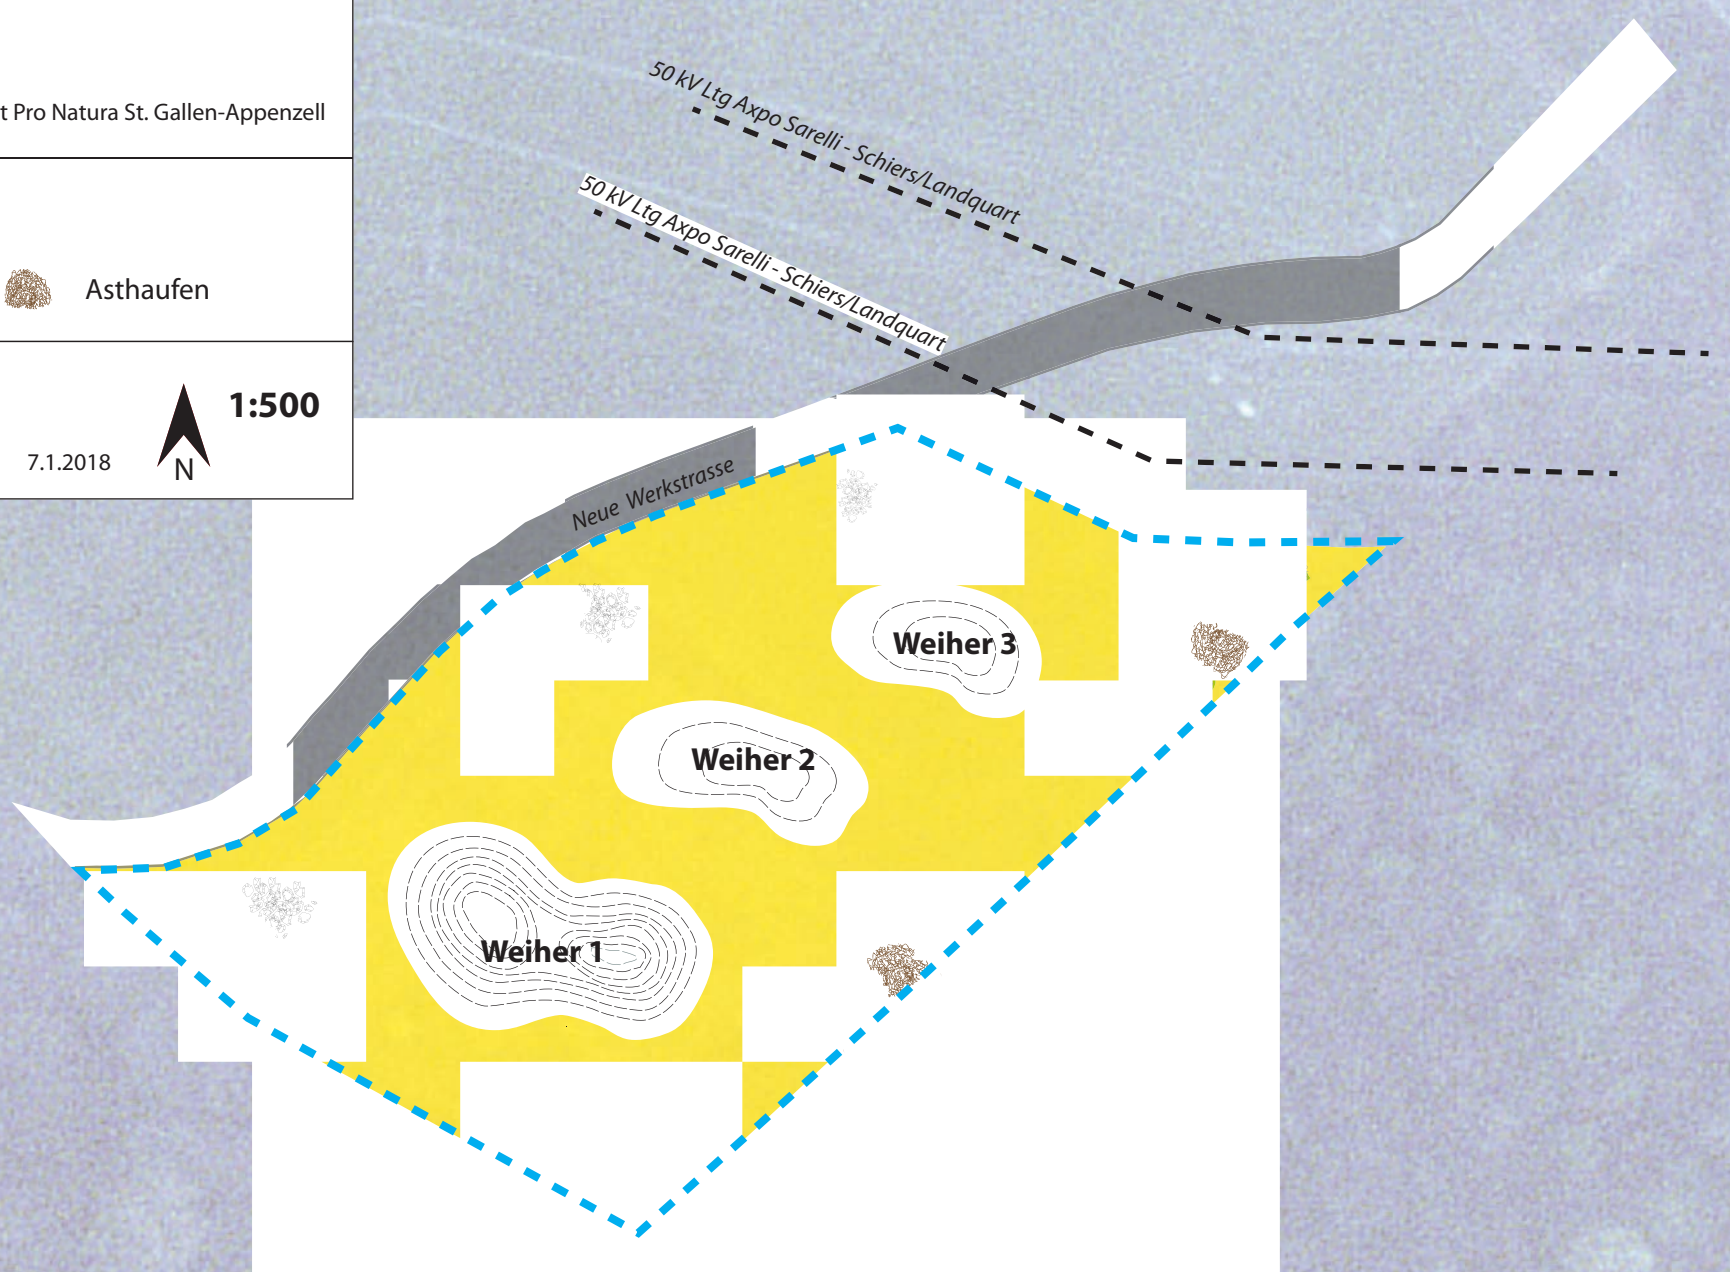 t Pro Natura St. Gallen-Appenzell
Asthaufen
1:500
7.1.2018
N
50 kV Ltg Axpo Sarelli - Schiers/Landquart
50 kV Ltg Axpo Sarelli - Schiers/Landquart
Neue Werkstrasse
Weiher 3
Weiher 2
Weiher 1